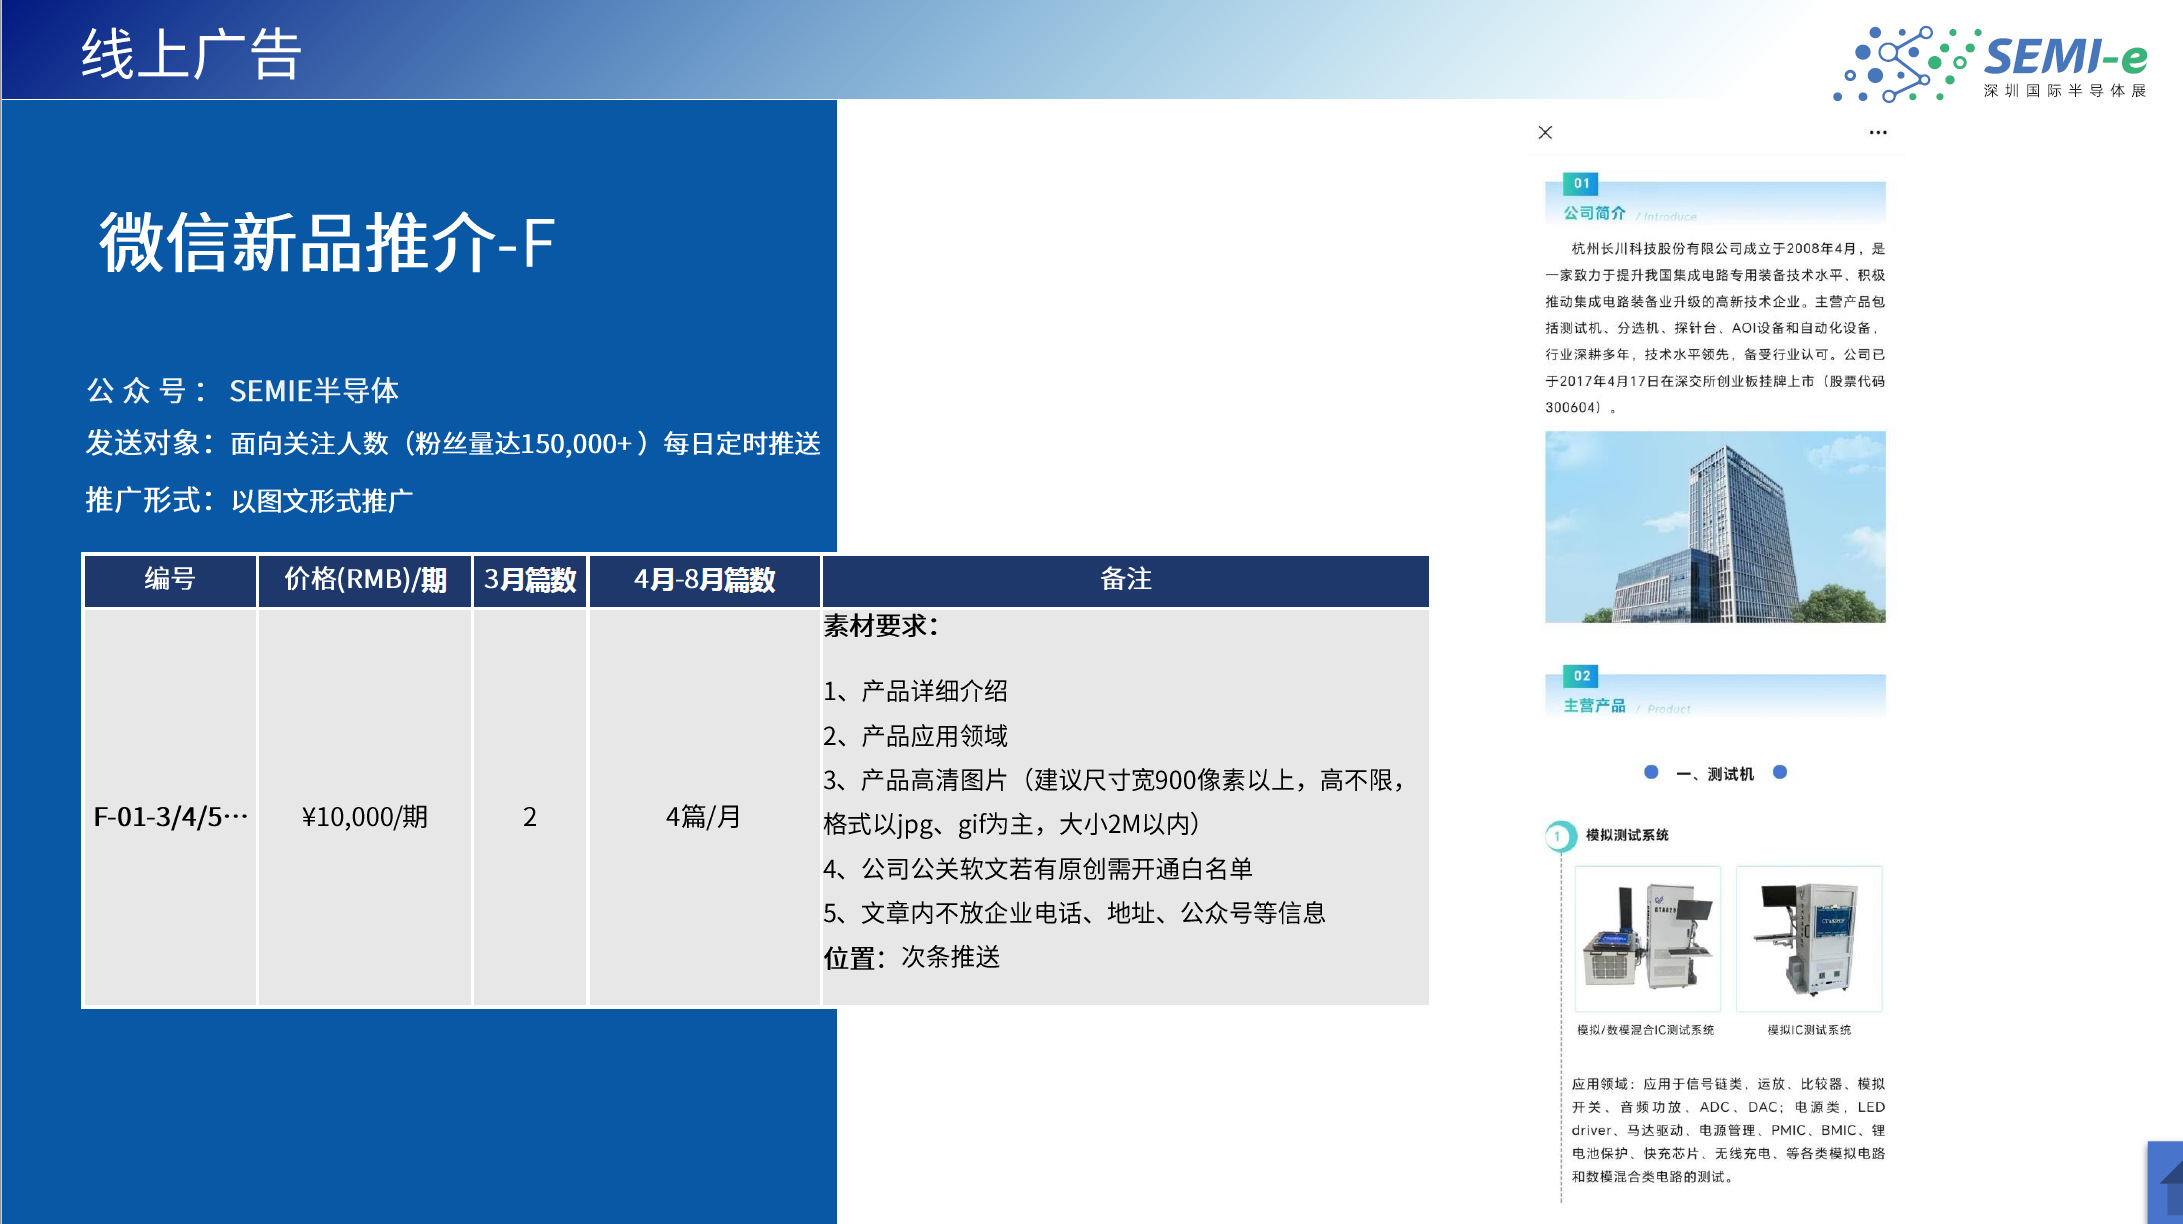 线上广告
SEMI-e
深圳国际半导体展
微信新品推介-F
公众号：SEMIE半导体
发送对象：面向关注人数（粉丝量达150,000+）每日定时推送
推广形式：以图文形式推广
编号 价格(RMB)/期 3月篇数 4月-8月篇数 备注
F-01-3/4/5… ¥10,000/期 2 4篇/月
素材要求：
1、产品详细介绍
2、产品应用领域
3、产品高清图片（建议尺寸宽900像素以上，高不限，
格式以jpg、gif为主，大小2M以内）
4、公司公关软文若有原创需开通白名单
5、文章内不放企业电话、地址、公众号等信息
位置：次条推送
01
公司简介 / Introduce
杭州长川科技股份有限公司成立于2008年4月，是
一家致力于提升我国集成电路专用装备技术水平、积极
推动集成电路装备业升级的高新技术企业。主营产品包
括测试机、分选机、探针台、AOI设备和自动化设备，
行业深耕多年，技术水平领先，备受行业认可。公司已
于2017年4月17日在深交所创业板挂牌上市（股票代码
300604）。
02
主营产品 / Product
一、测试机
1 模拟测试系统
模拟/数模混合IC测试系统 模拟IC测试系统
应用领域：应用于信号链类，运放、比较器、模拟
开关、音频功放、ADC、DAC；电源类，LED
driver、马达驱动、电源管理、PMIC、BMIC、锂
电池保护、快充芯片、无线充电、等各类模拟电路
和数模混合类电路的测试。